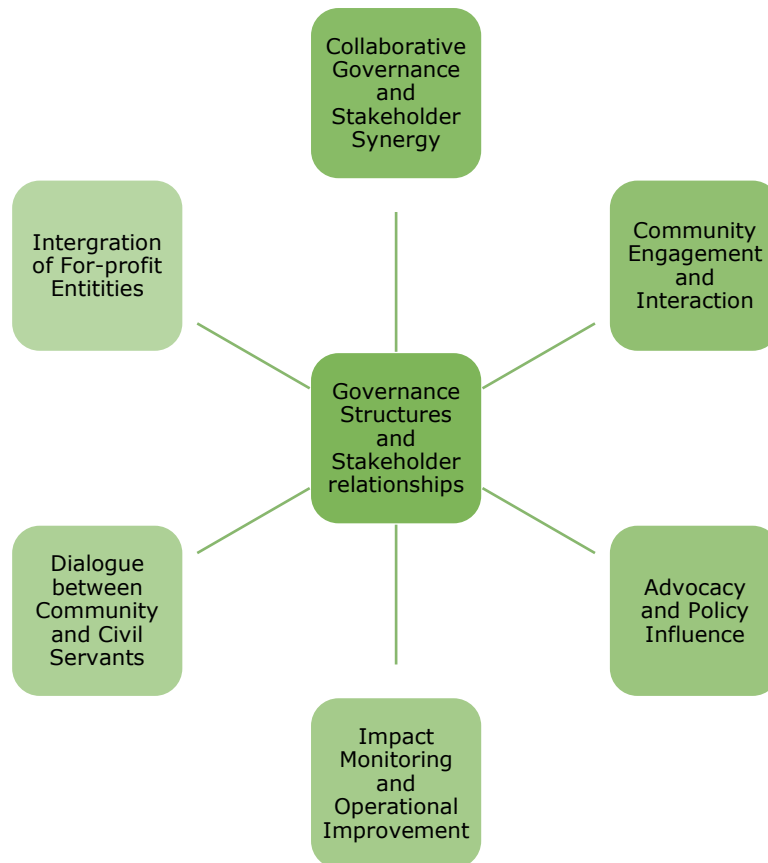 Collaborative
Governance
and
Stakeholder
Synergy
Intergration
of For-profit
Entitities
Community
Engagement
and
Interaction
Governance
Structures
and
Stakeholder
relationships
Dialogue
between
Community
and Civil
Servants
Advocacy
and Policy
Influence
Impact
Monitoring
and
Operational
Improvement